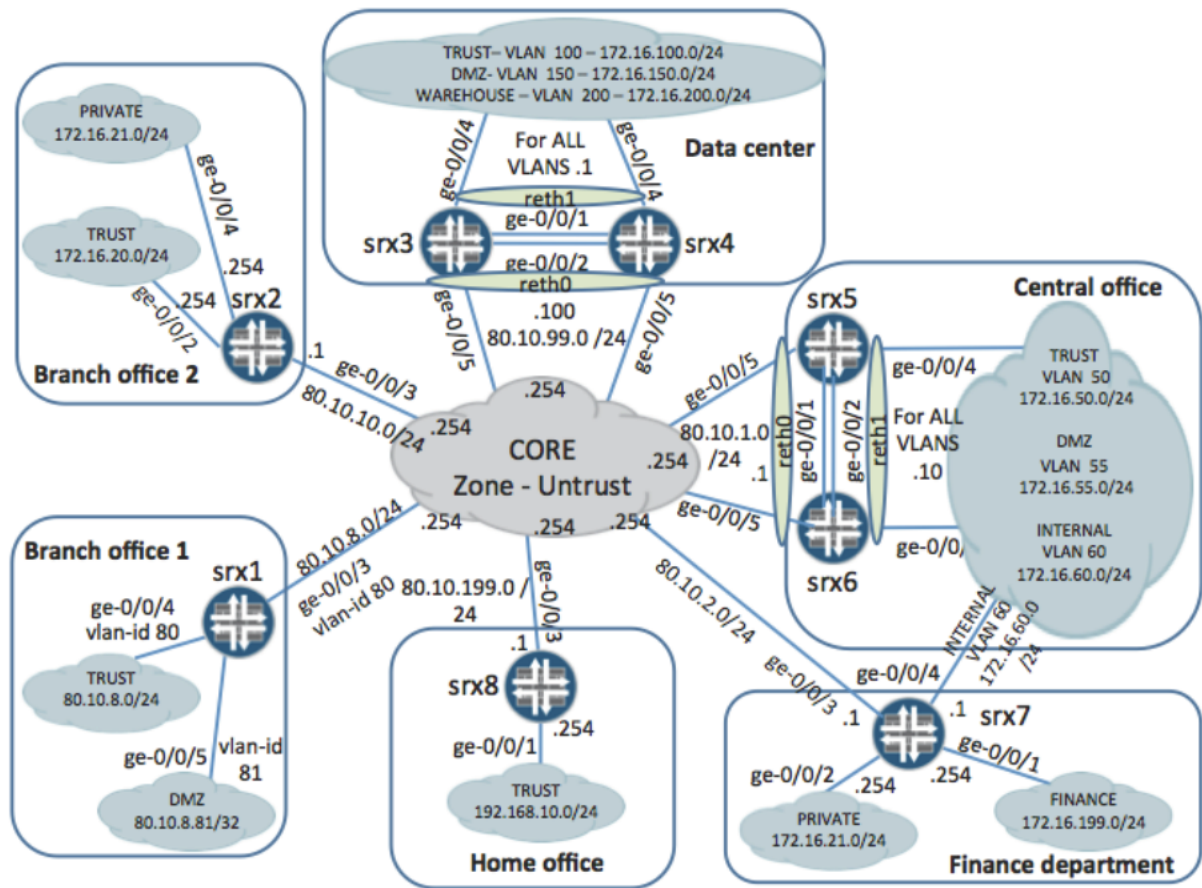 TRUST– VLAN 100 – 172.16.100.0/24
DMZ- VLAN 150 – 172.16.150.0/24
WAREHOUSE – VLAN 200 – 172.16.200.0/24
ge-0/0/4
For ALL
VLANS .1
ge-0/0/4
Data center
reth1
ge-0/0/1
srx3
srx4
ge-0/0/2
reth0
.100
80.10.99.0 /24
ge-0/0/5
ge-0/0/5
PRIVATE
172.16.21.0/24
ge-0/0/4
TRUST
172.16.20.0/24
.254
.254
srx2
ge-0/0/2
.1
Branch office 2
ge-0/0/3
80.10.10.0/24
.254
.254
CORE
Zone - Untrust
.254
.254
.254
.254
srx5
Central office
ge-0/0/5
ge-0/0/4
TRUST
VLAN 50
172.16.50.0/24
80.10.1.0
/24
.1
reth0
ge-0/0/1
ge-0/0/2
reth1
For ALL
VLANS
.10
DMZ
VLAN 55
172.16.55.0/24
ge-0/0/5
ge-0/0/
INTERNAL
VLAN 60
172.16.60.0/24
srx6
INTERNAL
VLAN 60
172.16.60.0
/24
Branch office 1
srx1
80.10.8.0/24
ge-0/0/3
vlan-id 80
ge-0/0/4
vlan-id 80
TRUST
80.10.8.0/24
ge-0/0/5
vlan-id
81
DMZ
80.10.8.81/32
80.10.199.0 /
24
ge-0/0/3
.1
srx8
.254
ge-0/0/1
TRUST
192.168.10.0/24
Home office
80.10.2.0/24
ge-0/0/3
ge-0/0/4
.1
.1
srx7
ge-0/0/2
.254
.254
ge-0/0/1
PRIVATE
172.16.21.0/24
FINANCE
172.16.199.0/24
Finance department